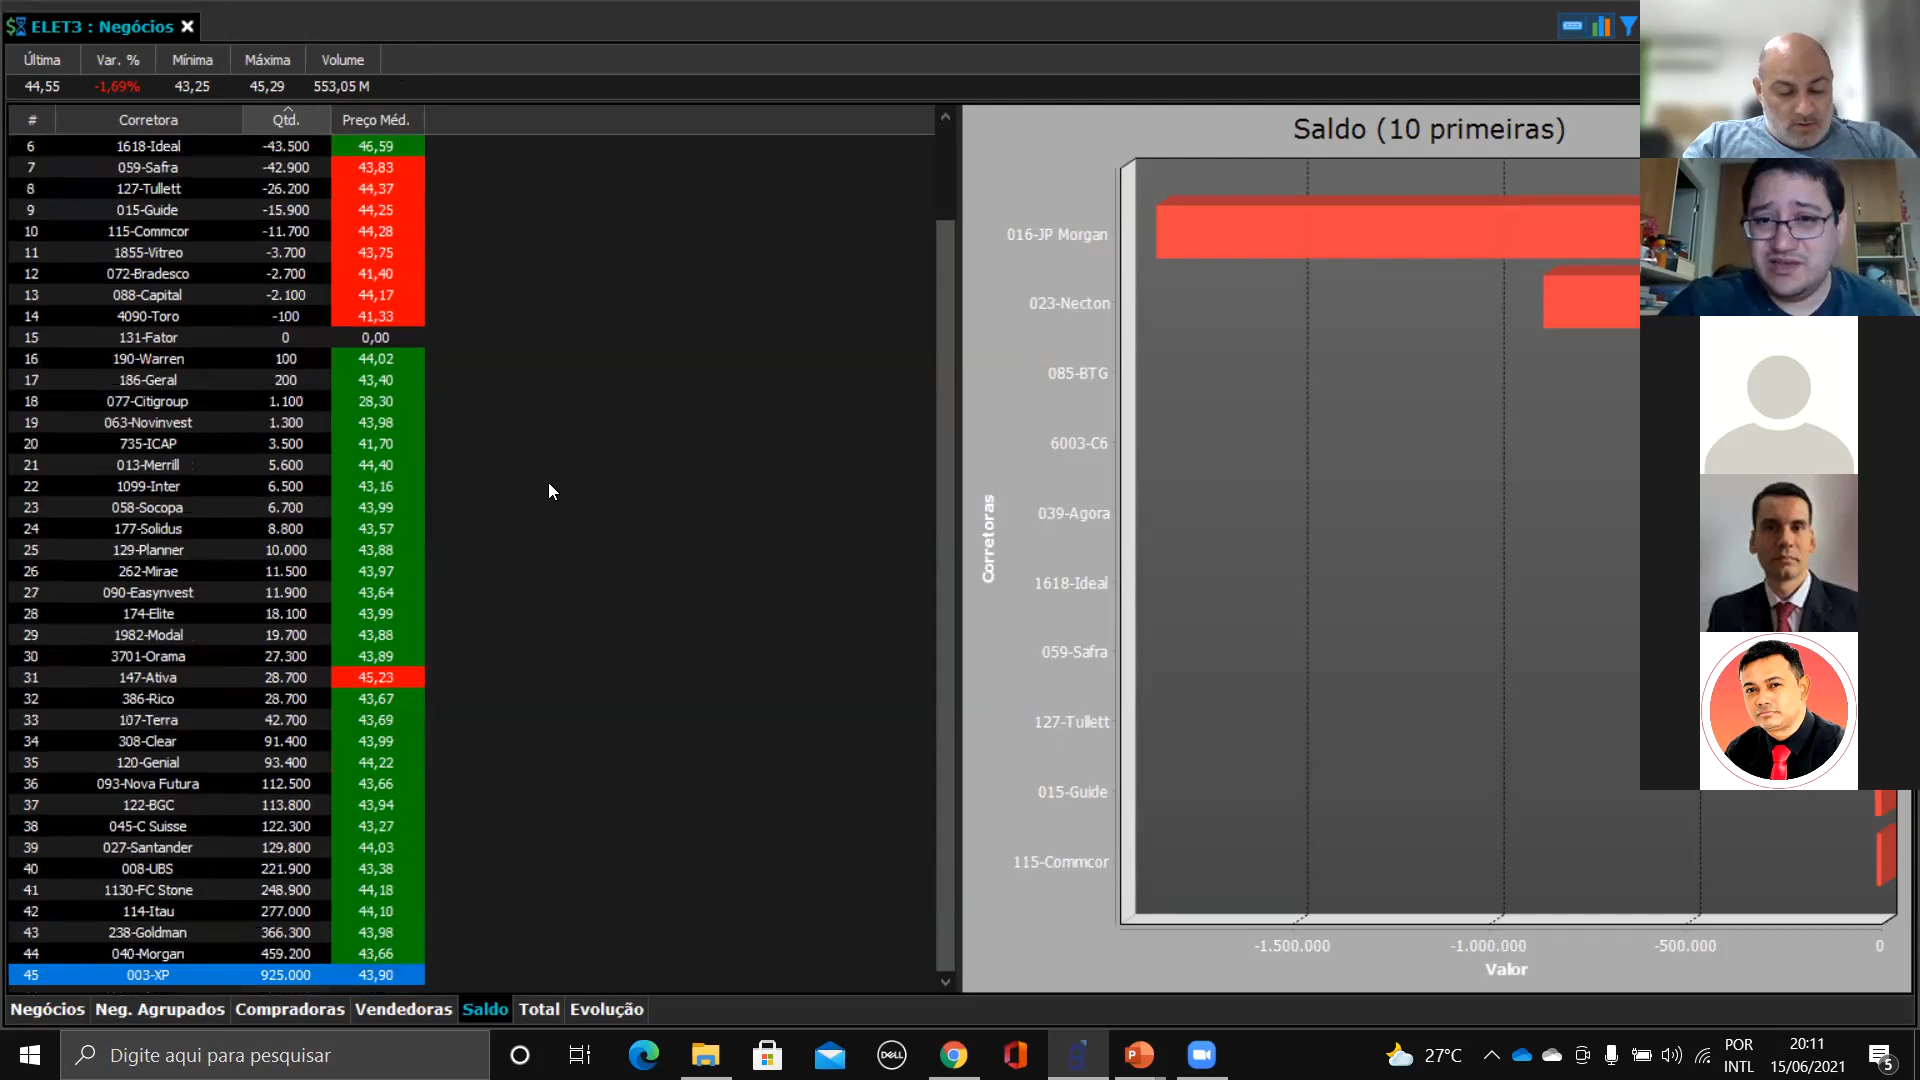 ELET3 : Negócios
Última Var. % Mínima Máxima Volume
44,55 -1,69% 43,25 45,29 553,05 M
# Corretora Qtd. Preço Méd.
6 1618-Ideal -43.500 46,59
7 059-Safra -42.900 43,83
8 127-Tullett -26.200 44,37
9 015-Guide -15.900 44,25
10 115-Commcor -11.700 44,28
11 1855-Vitreo -3.700 43,75
12 072-Bradesco -2.700 41,40
13 088-Capital -2.100 44,17
14 4090-Toro -100 41,33
15 131-Fator 0 0,00
16 190-Warren 100 44,02
17 186-Geral 200 43,40
18 077-Citigroup 1.100 28,30
19 063-Novinvest 1.300 43,98
20 735-ICAP 3.500 41,70
21 013-Merrill 5.600 44,40
22 1099-Inter 6.500 43,16
23 058-Socopa 6.700 43,99
24 177-Solidus 8.800 43,57
25 129-Planner 10.000 43,88
26 262-Mirae 11.500 43,97
27 090-Easynvest 11.900 43,64
28 174-Elite 18.100 43,99
29 1982-Modal 19.700 43,88
30 3701-Orama 27.300 43,89
31 147-Ativa 28.700 45,23
32 386-Rico 28.700 43,67
33 107-Terra 42.700 43,69
34 308-Clear 91.400 43,99
35 120-Genial 93.400 44,22
36 093-Nova Futura 112.500 43,66
37 122-BGC 113.800 43,94
38 045-C Suisse 122.300 43,27
39 027-Santander 129.800 44,03
40 008-UBS 221.900 43,38
41 1130-FC Stone 248.900 44,18
42 114-Itau 277.000 44,10
43 238-Goldman 366.300 43,98
44 040-Morgan 459.200 43,66
45 003-XP 925.000 43,90
Negócios Neg. Agrupados Compradoras Vendedoras Saldo Total Evolução
Saldo (10 primeiras)
Corretoras
016-JP Morgan
023-Necton
085-BTG
6003-C6
039-Agora
1618-Ideal
059-Safra
127-Tullett
015-Guide
115-Commcor
-1.500.000 -1.000.000 -500.000 0
Valor
Digite aqui para pesquisar
DELL
27°C
POR
INTL
20:11
15/06/2021
5